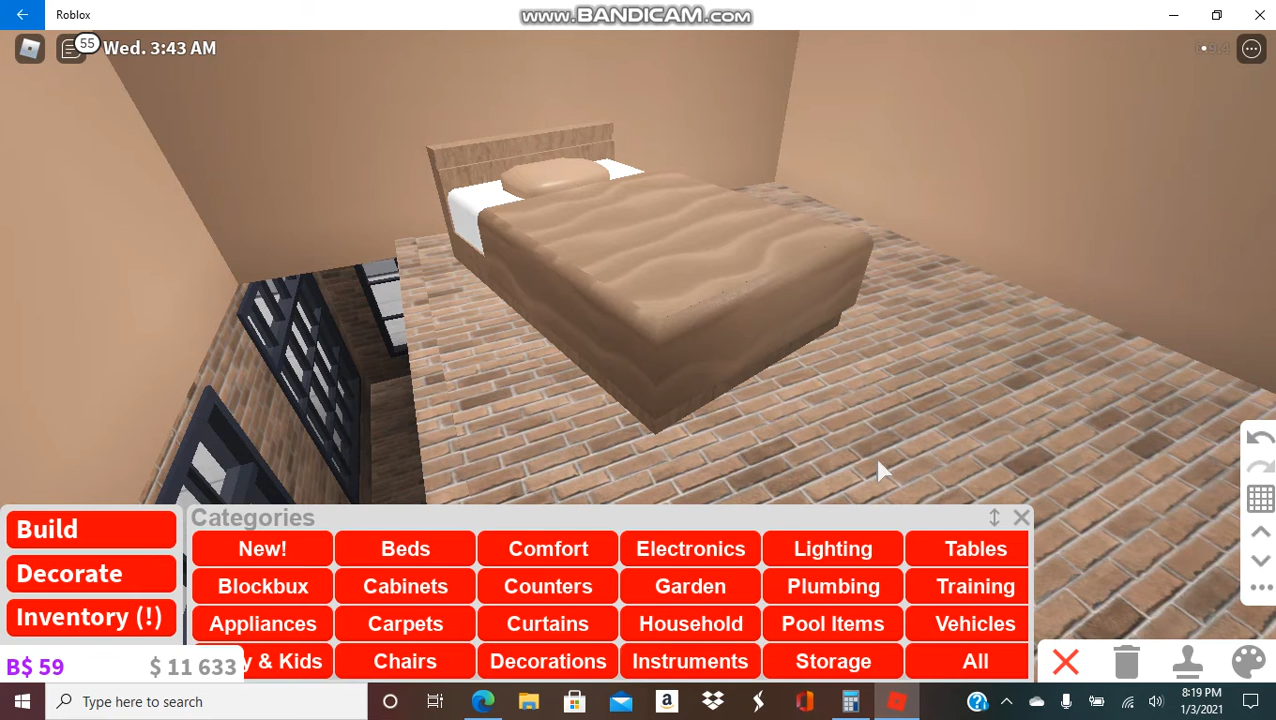 Roblox
www.BANDICAM.com
55
Wed. 3:43 AM
Build
Decorate
Inventory (!)
B$ 59
$ 11 633
Categories
New!
Beds
Comfort
Electronics
Lighting
Tables
Blockbux
Cabinets
Counters
Garden
Plumbing
Training
Appliances
Carpets
Curtains
Household
Pool Items
Vehicles
y & Kids
Chairs
Decorations
Instruments
Storage
All
Type here to search
8:19 PM
1/3/2021